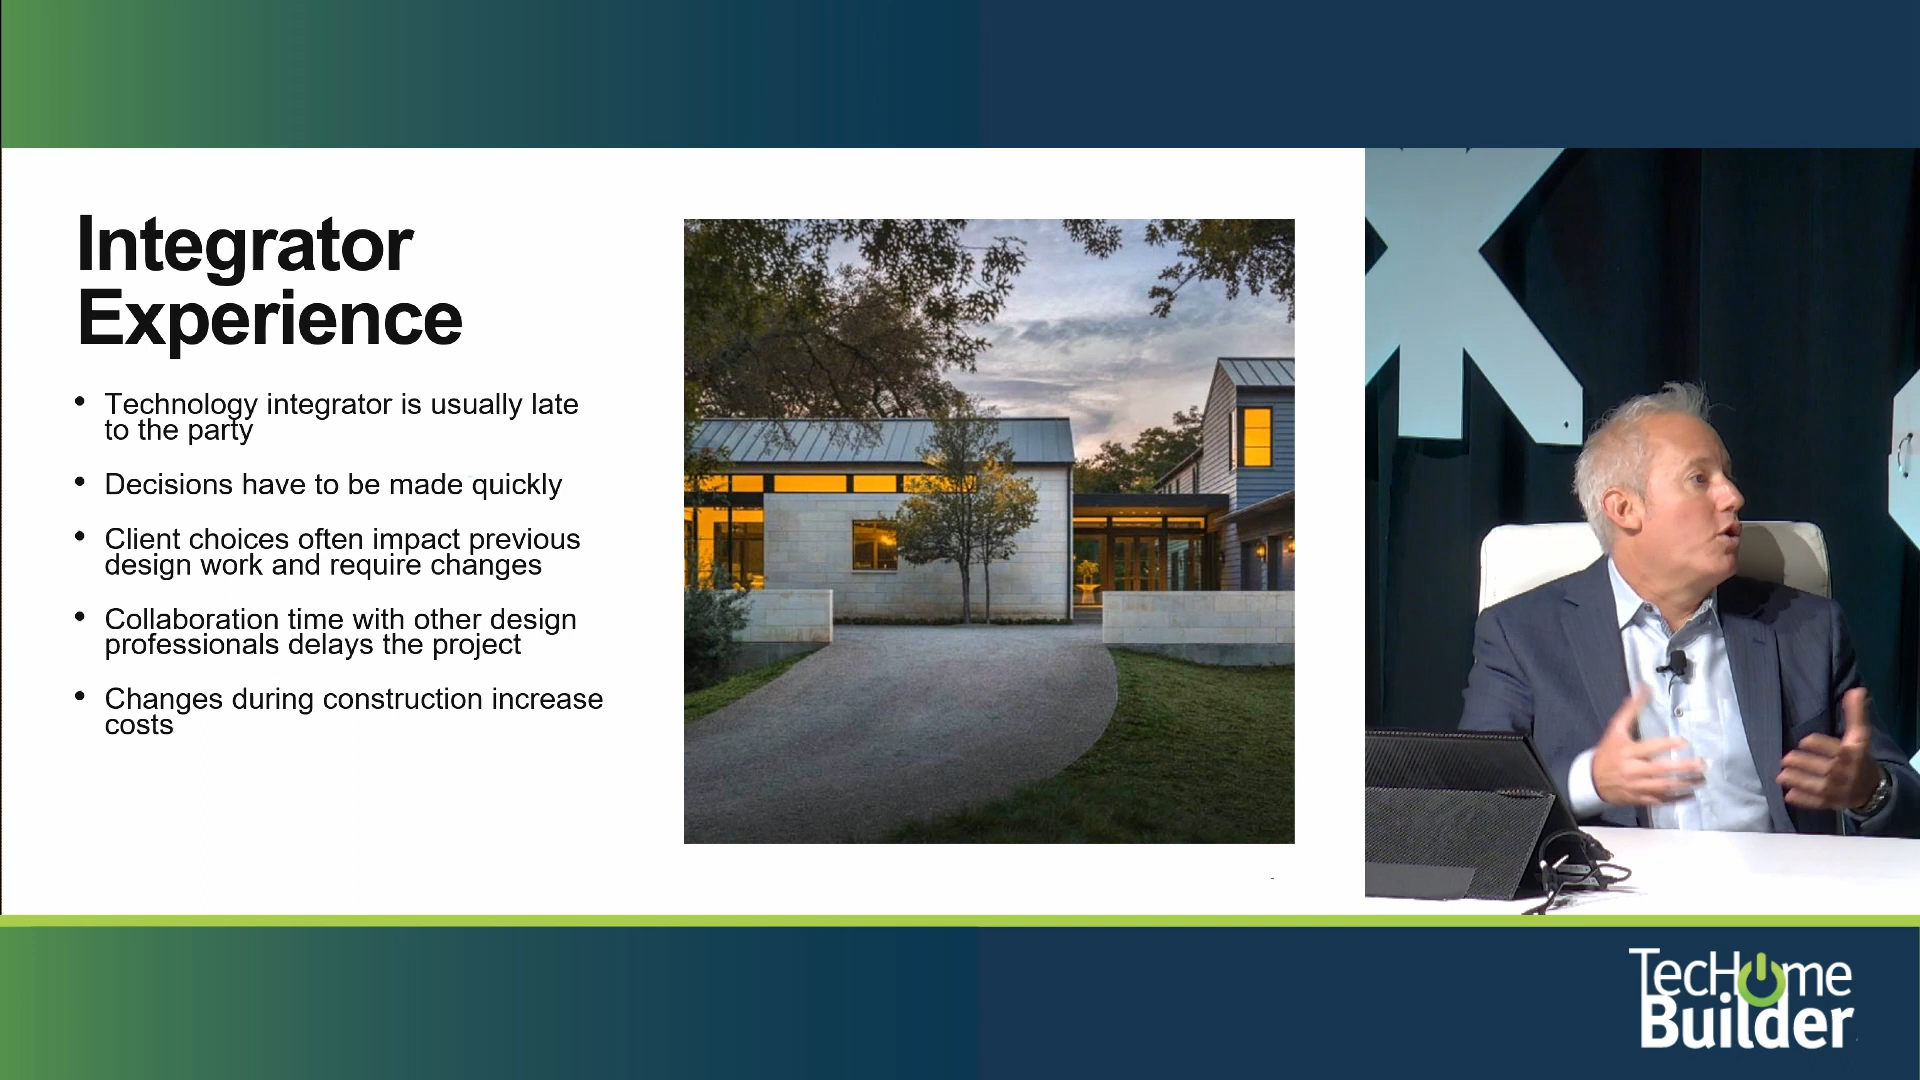 Integrator
Experience
• Technology integrator is usually late
to the party
• Decisions have to be made quickly
• Client choices often impact previous
design work and require changes
• Collaboration time with other design
professionals delays the project
• Changes during construction increase
costs
TecHome
Builder